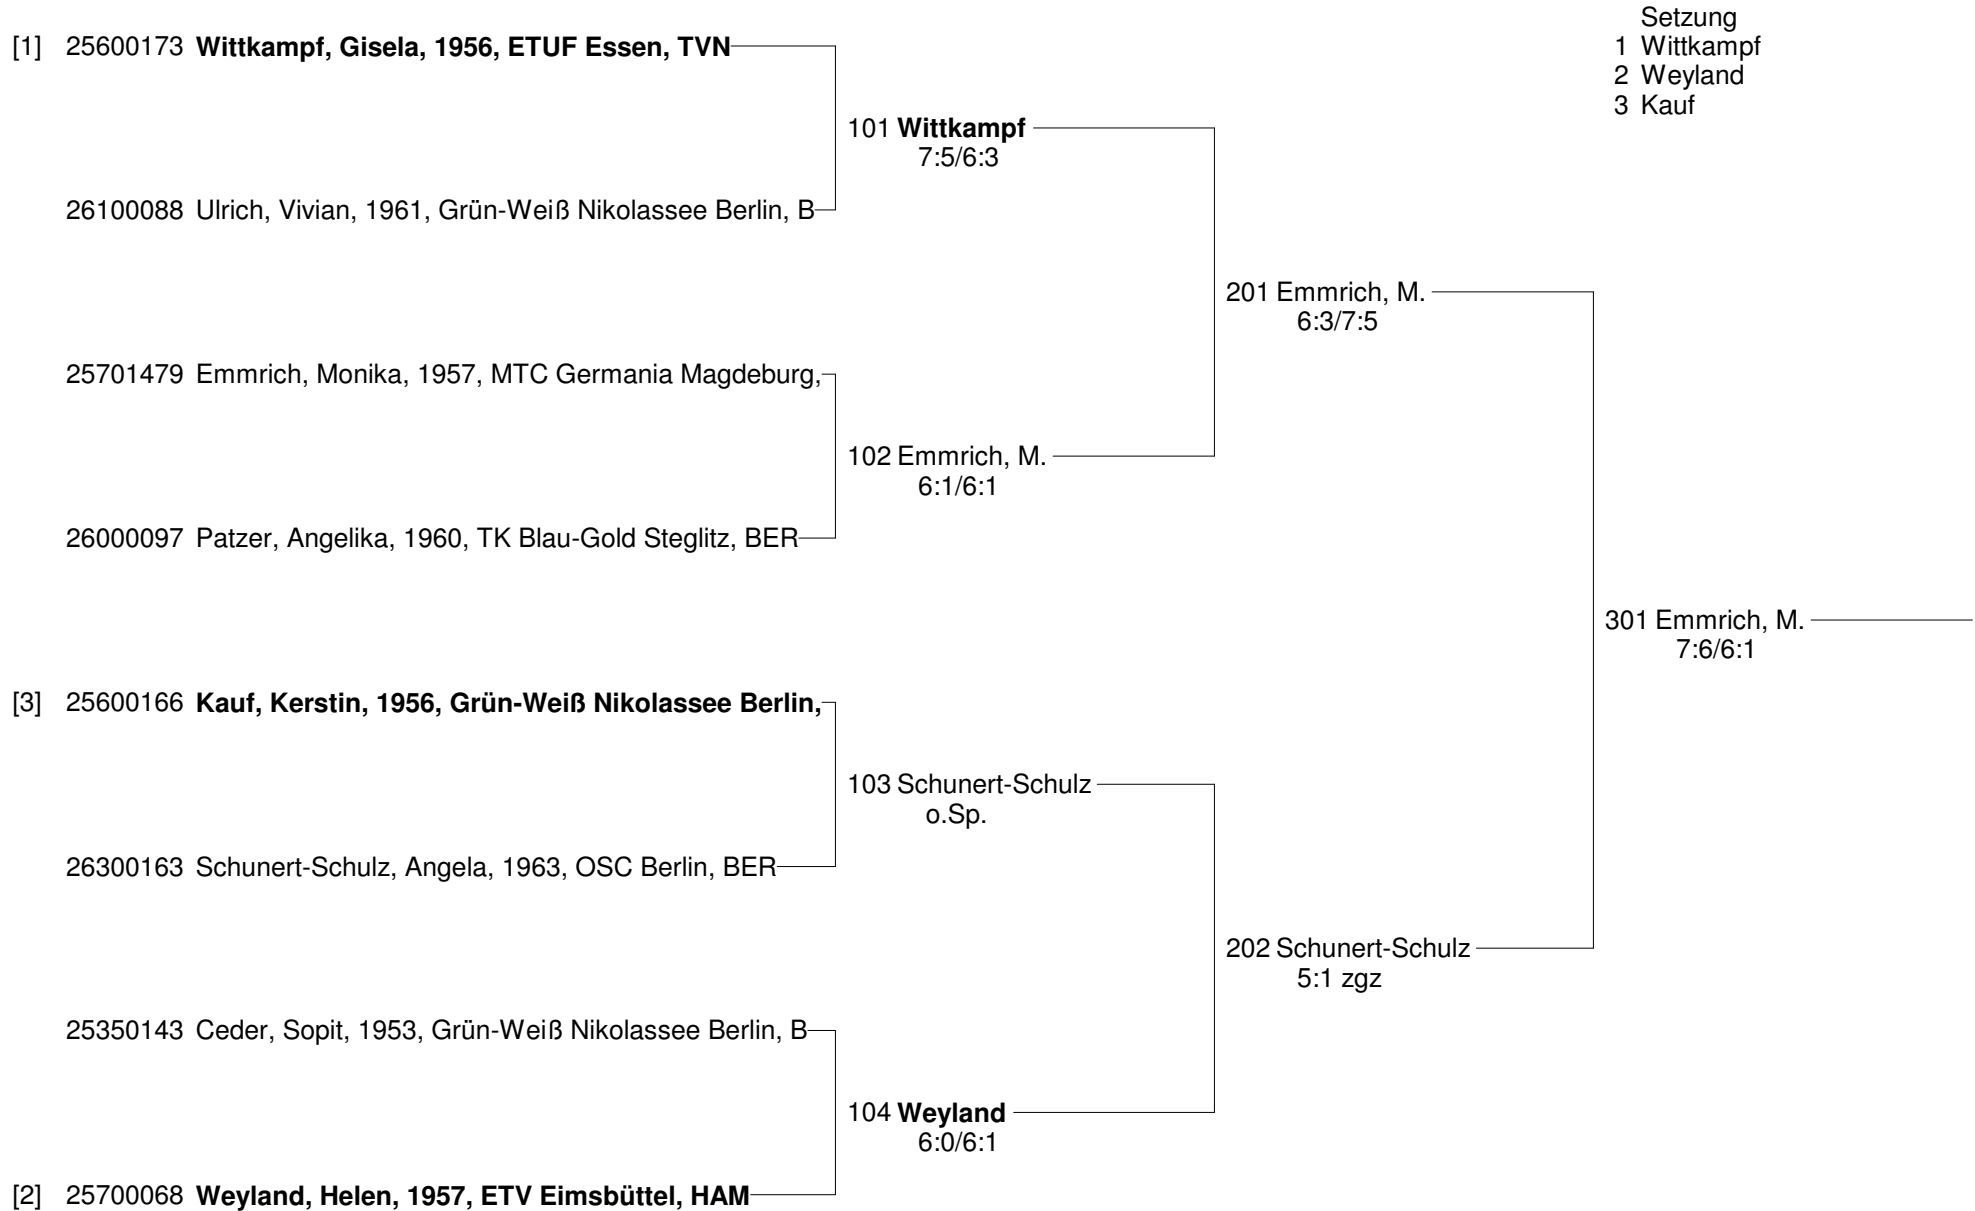 Setzung
1 Wittkampf
2 Weyland
3 Kauf
[1] 25600173 Wittkampf, Gisela, 1956, ETUF Essen, TVN
101 Wittkampf
7:5/6:3
26100088 Ulrich, Vivian, 1961, Grün-Weiß Nikolassee Berlin, B
201 Emmrich, M.
6:3/7:5
25701479 Emmrich, Monika, 1957, MTC Germania Magdeburg,
102 Emmrich, M.
6:1/6:1
26000097 Patzer, Angelika, 1960, TK Blau-Gold Steglitz, BER
301 Emmrich, M.
7:6/6:1
[3] 25600166 Kauf, Kerstin, 1956, Grün-Weiß Nikolassee Berlin,
103 Schunert-Schulz
o.Sp.
26300163 Schunert-Schulz, Angela, 1963, OSC Berlin, BER
202 Schunert-Schulz
5:1 zgz
25350143 Ceder, Sopit, 1953, Grün-Weiß Nikolassee Berlin, B
104 Weyland
6:0/6:1
[2] 25700068 Weyland, Helen, 1957, ETV Eimsbüttel, HAM